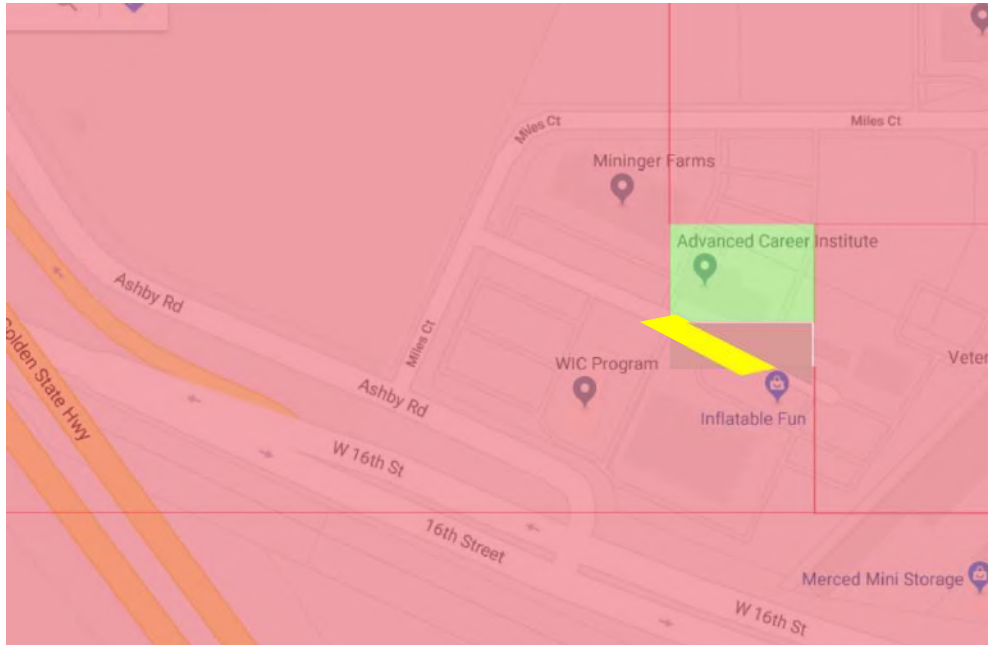 Miles Ct
Miles Ct
Mininger Farms
Advanced Career Institute
Ashby Rd
Miles Ct
WIC Program
Ashby Rd
Inflatable Fun
Golden State Hwy
W 16th St
16th Street
Merced Mini Storage
W 16th St